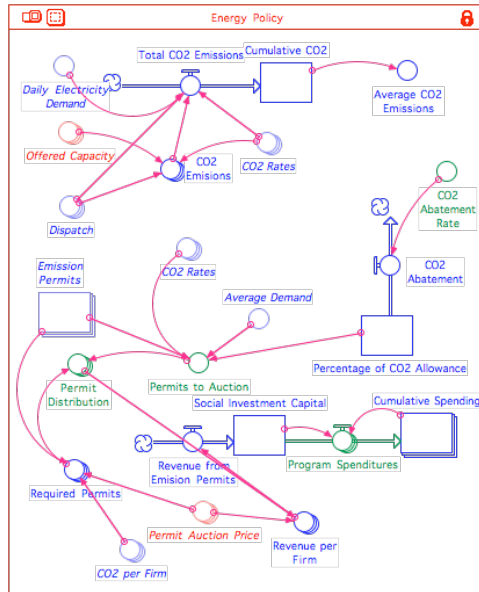 Energy Policy
Total CO2 Emissions
Cumulative CO2
Daily Electricity
Demand
Average CO2
Emissions
Offered Capacity
CO2
Emisions
CO2 Rates
CO2
Abatement
Rate
Dispatch
Emission
Permits
CO2 Rates
CO2
Abatement
Average Demand
Percentage of CO2 Allowance
Permit
Distribution
Permits to Auction
Social Investment Capital
Cumulative Spending
Revenue from
Emision Permits
Program Spenditures
Required Permits
Permit Auction Price
Revenue per
Firm
CO2 per Firm